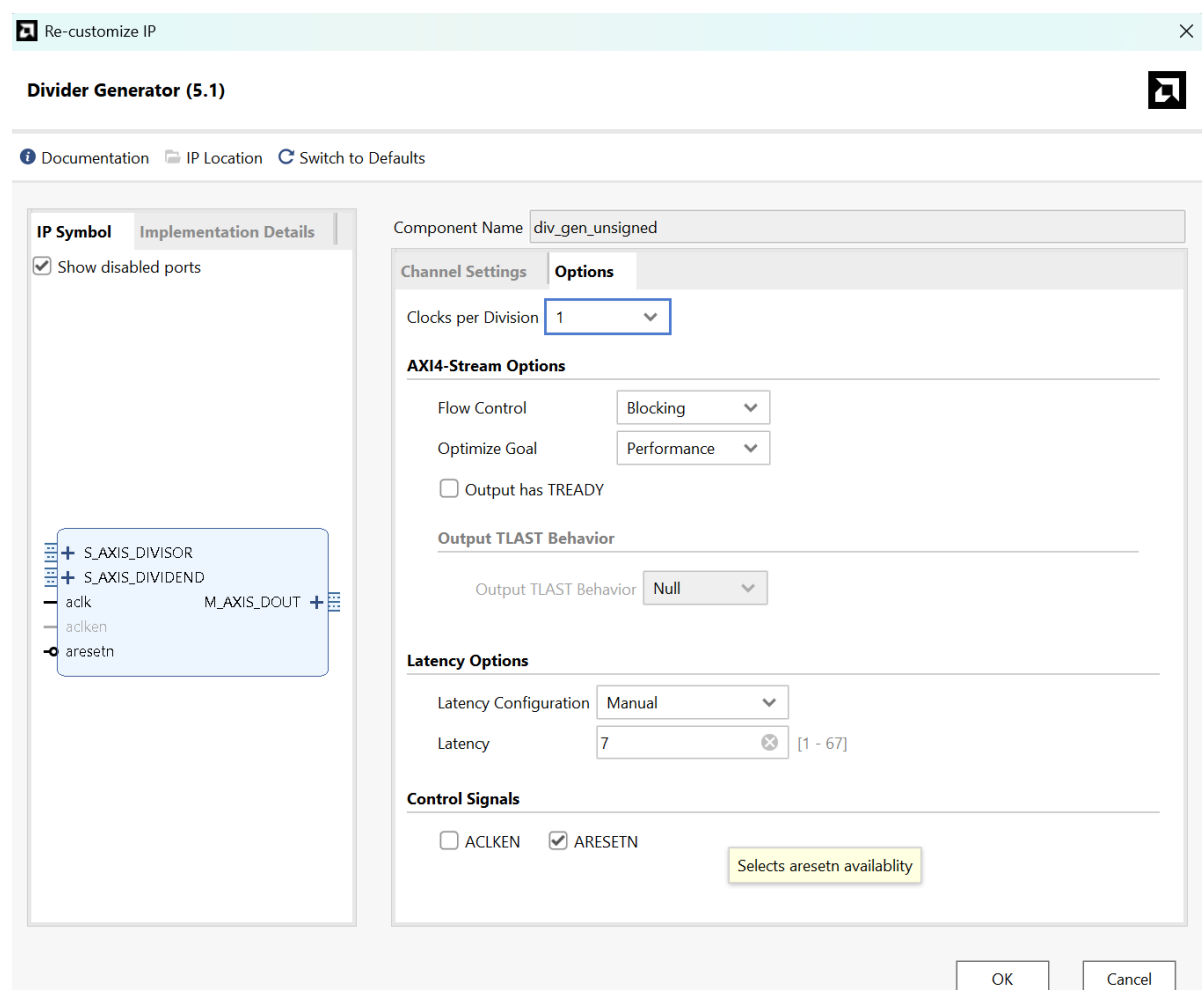 Re-customize IP
Divider Generator (5.1)
Documentation IP Location Switch to Defaults
IP Symbol Implementation Details
Show disabled ports
S_AXIS_DIVISOR
S_AXIS_DIVIDEND
aclk M_AXIS_DOUT
aclken
aresetn
Component Name div_gen_unsigned
Channel Settings Options
Clocks per Division 1
AXI4-Stream Options
Flow Control Blocking
Optimize Goal Performance
Output has TREADY
Output TLAST Behavior
Output TLAST Behavior Null
Latency Options
Latency Configuration Manual
Latency 7 [1 - 67]
Control Signals
ACLKEN ARESETN
Selects aresetn availablity
OK Cancel